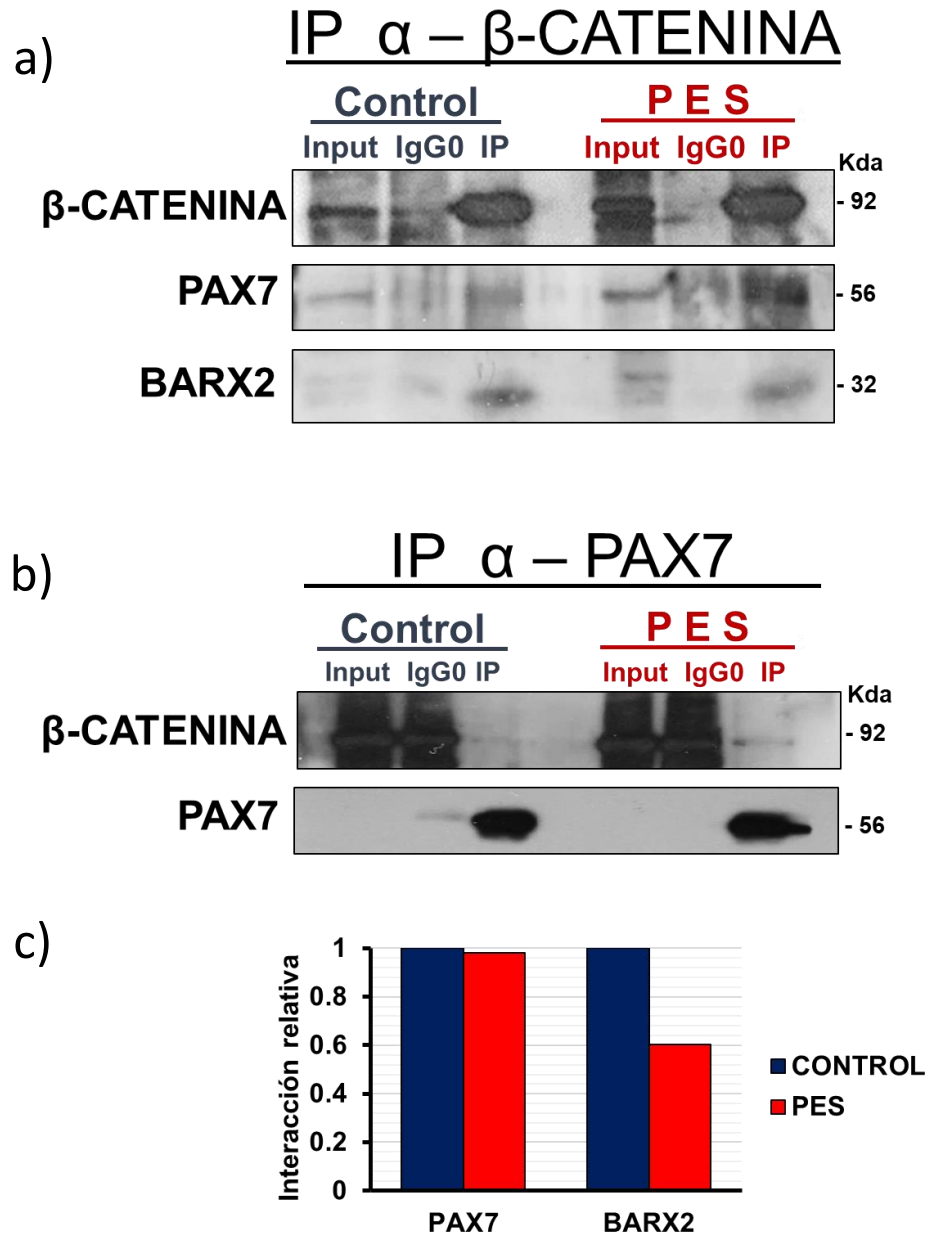 a)
IP α – β-CATENINA
Control
P E S
Input IgG0 IP
Input IgG0 IP
Kda
β-CATENINA
- 92
PAX7
- 56
BARX2
- 32
b)
IP α – PAX7
Control
P E S
Input IgG0 IP
Input IgG0 IP
Kda
β-CATENINA
- 92
PAX7
- 56
c)
Interacción relativa
1
0.8
0.6
0.4
0.2
0
PAX7
BARX2
CONTROL
PES